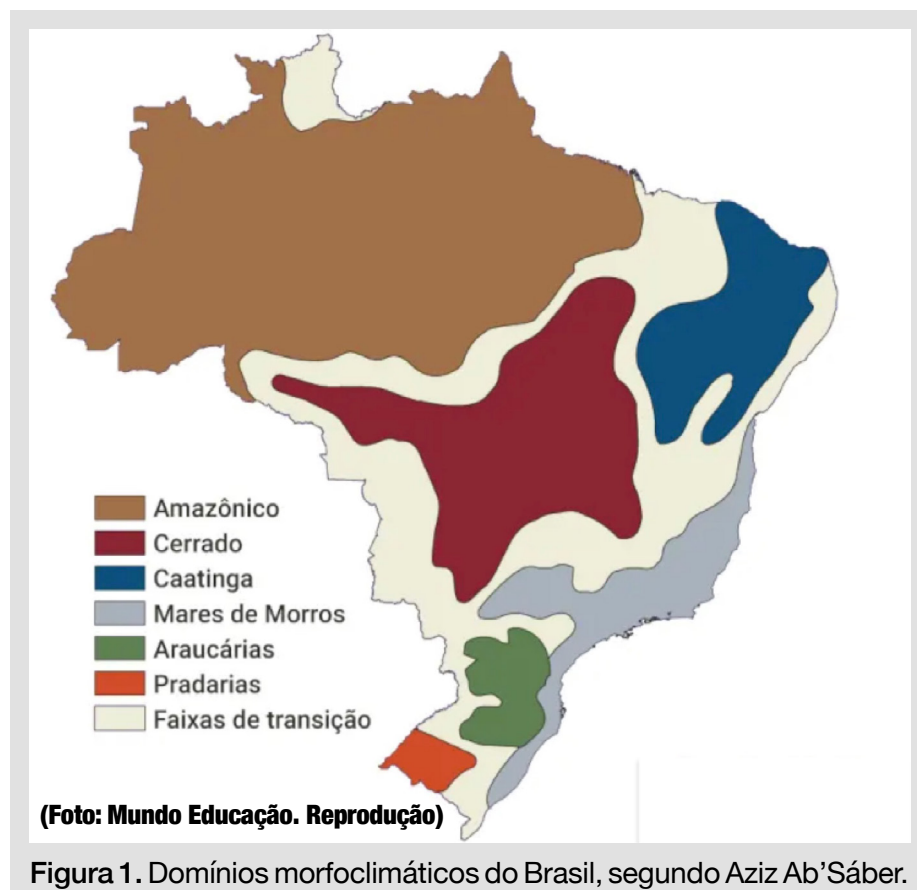 Amazônico
Cerrado
Caatinga
Mares de Morros
Araucárias
Pradarias
Faixas de transição
(Foto: Mundo Educação. Reprodução)
Figura 1. Domínios morfoclimáticos do Brasil, segundo Aziz Ab’Sáber.